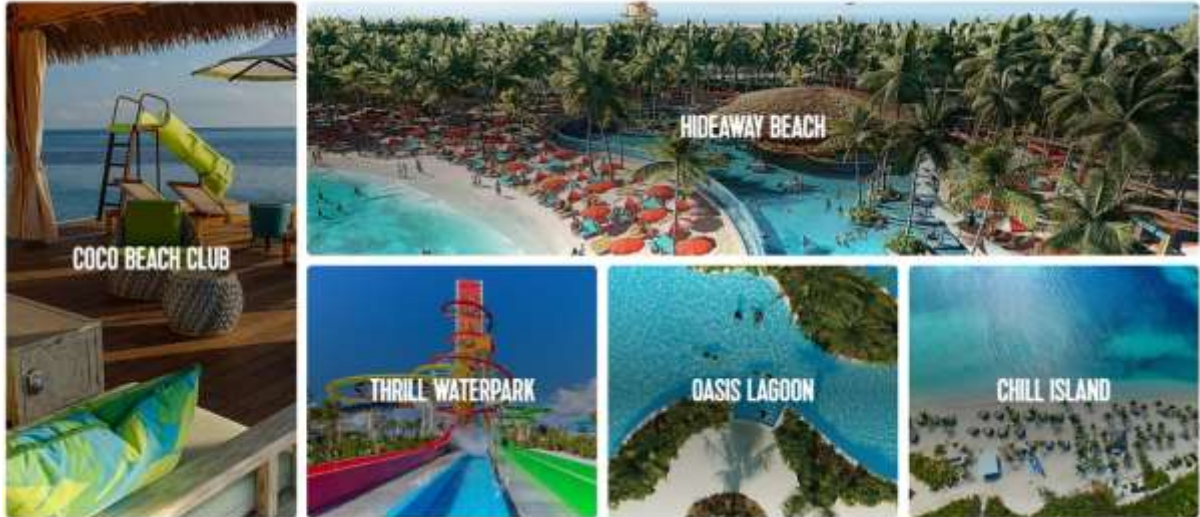 COCO BEACH CLUB
HIDEAWAY BEACH
THRILL WATERPARK
OASIS LAGOON
CHILL ISLAND